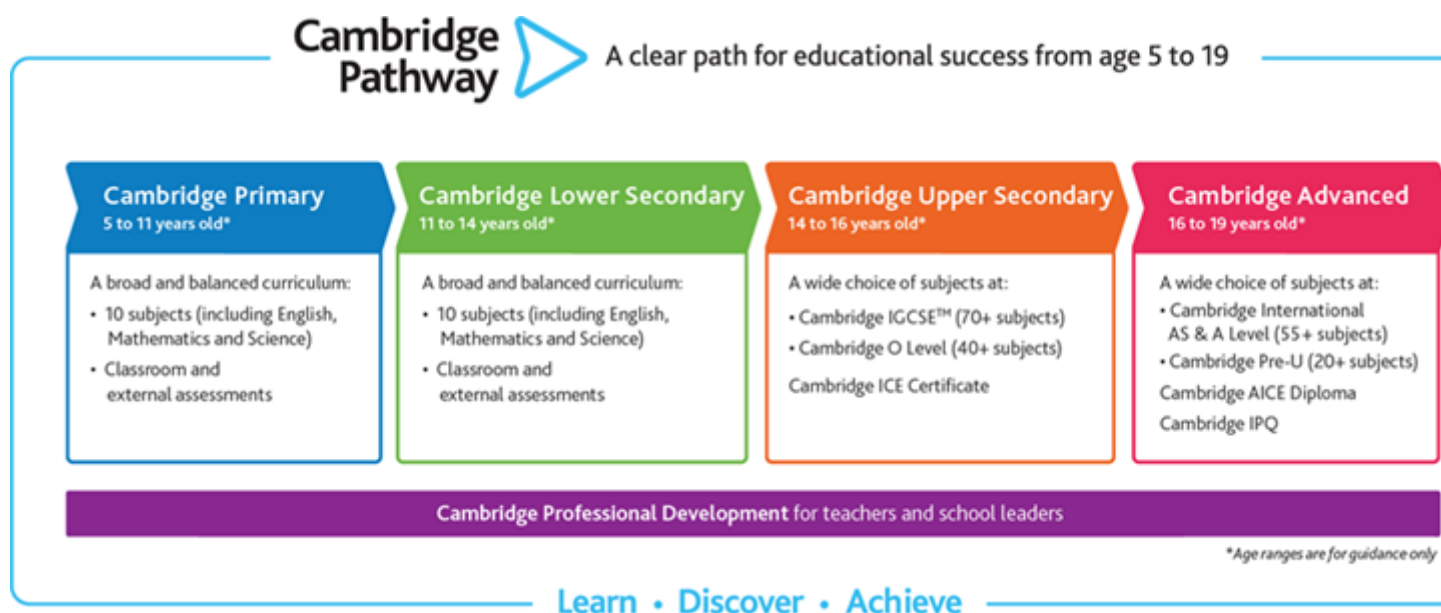 Cambridge
Pathway
A clear path for educational success from age 5 to 19
Cambridge Primary
5 to 11 years old*
A broad and balanced curriculum:
• 10 subjects (including English,
Mathematics and Science)
• Classroom and
external assessments
Cambridge Lower Secondary
11 to 14 years old*
A broad and balanced curriculum:
• 10 subjects (including English,
Mathematics and Science)
• Classroom and
external assessments
Cambridge Upper Secondary
14 to 16 years old*
A wide choice of subjects at:
• Cambridge IGCSE™ (70+ subjects)
• Cambridge O Level (40+ subjects)
Cambridge ICE Certificate
Cambridge Advanced
16 to 19 years old*
A wide choice of subjects at:
• Cambridge International
AS & A Level (55+ subjects)
• Cambridge Pre-U (20+ subjects)
Cambridge AICE Diploma
Cambridge IPQ
Cambridge Professional Development for teachers and school leaders
*Age ranges are for guidance only
Learn • Discover • Achieve